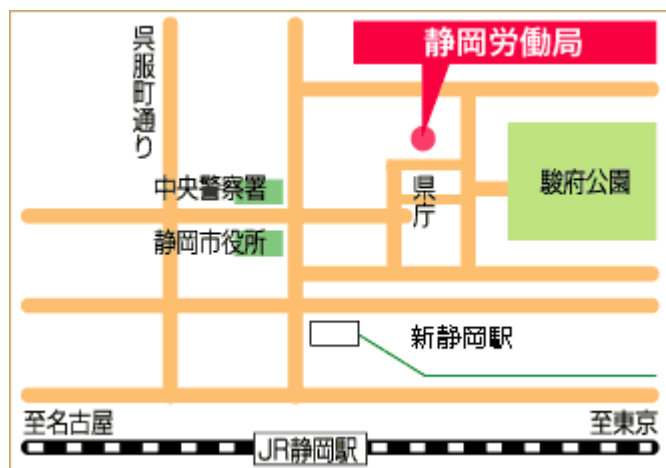 静岡労働局
呉服町通り
中央警察署
県庁
駿府公園
静岡市役所
新静岡駅
至名古屋
至東京
JR静岡駅